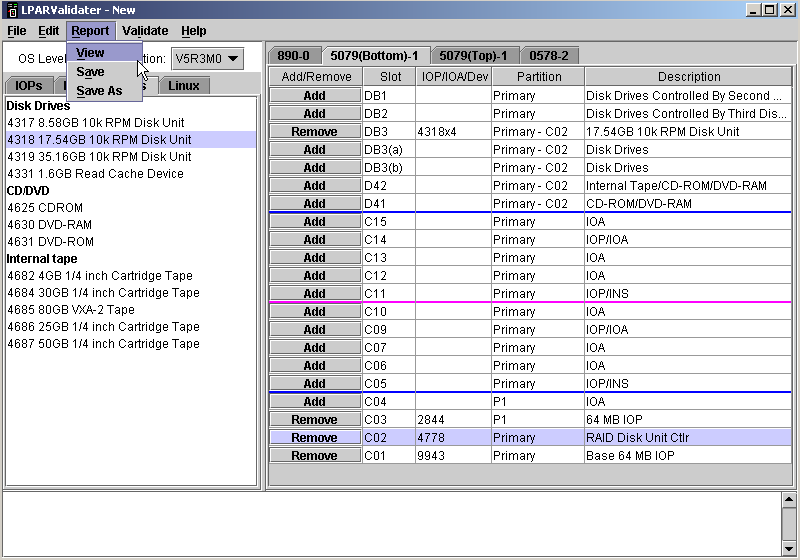 LPARValidater - New
File Edit Report Validate Help
View
Save
Save As
OS Leve
tion: V5R3M0
IOPs
s
Linux
Disk Drives
4317 8.58GB 10k RPM Disk Unit
4318 17.54GB 10k RPM Disk Unit
4319 35.16GB 10k RPM Disk Unit
4331 1.6GB Read Cache Device
CD/DVD
4625 CDROM
4630 DVD-RAM
4631 DVD-ROM
Internal tape
4682 4GB 1/4 inch Cartridge Tape
4684 30GB 1/4 inch Cartridge Tape
4685 80GB VXA-2 Tape
4686 25GB 1/4 inch Cartridge Tape
4687 50GB 1/4 inch Cartridge Tape
890-0 5079(Bottom)-1 5079(Top)-1 0578-2
Add/Remove Slot IOP/IOA/Dev Partition Description
Add DB1 Primary Disk Drives Controlled By Second ...
Add DB2 Primary Disk Drives Controlled By Third Dis...
Remove DB3 4318x4 Primary - C02 17.54GB 10k RPM Disk Unit
Add DB3(a) Primary - C02 Disk Drives
Add DB3(b) Primary - C02 Disk Drives
Add D42 Primary - C02 Internal Tape/CD-ROM/DVD-RAM
Add D41 Primary - C02 CD-ROM/DVD-RAM
Add C15 Primary IOA
Add C14 Primary IOP/IOA
Add C13 Primary IOA
Add C12 Primary IOA
Add C11 Primary IOP/INS
Add C10 Primary IOA
Add C09 Primary IOP/IOA
Add C07 Primary IOA
Add C06 Primary IOA
Add C05 Primary IOP/INS
Add C04 P1 IOA
Remove C03 2844 P1 64 MB IOP
Remove C02 4778 Primary RAID Disk Unit Ctlr
Remove C01 9943 Primary Base 64 MB IOP